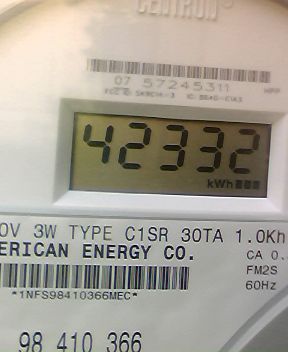 CENTRON®
07 57245311
HPP
42332
kWh
0V 3W TYPE C1SR 30TA 1.0Kh
ERICAN ENERGY CO.
CA 0.
FM2S
60Hz
*1NFS98410366MEC*
98 410 366